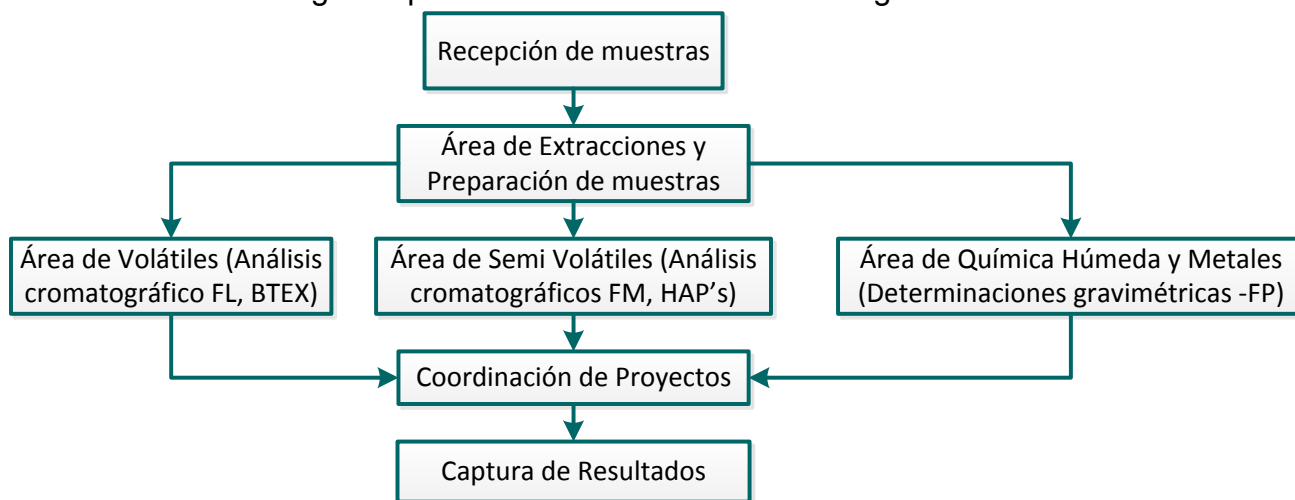 Recepción de muestras
Área de Extracciones y
Preparación de muestras
Área de Volátiles (Análisis
cromatográfico FL, BTEX)
Área de Semi Volátiles (Análisis
cromatográficos FM, HAP’s)
Área de Química Húmeda y Metales
(Determinaciones gravimétricas -FP)
Coordinación de Proyectos
Captura de Resultados